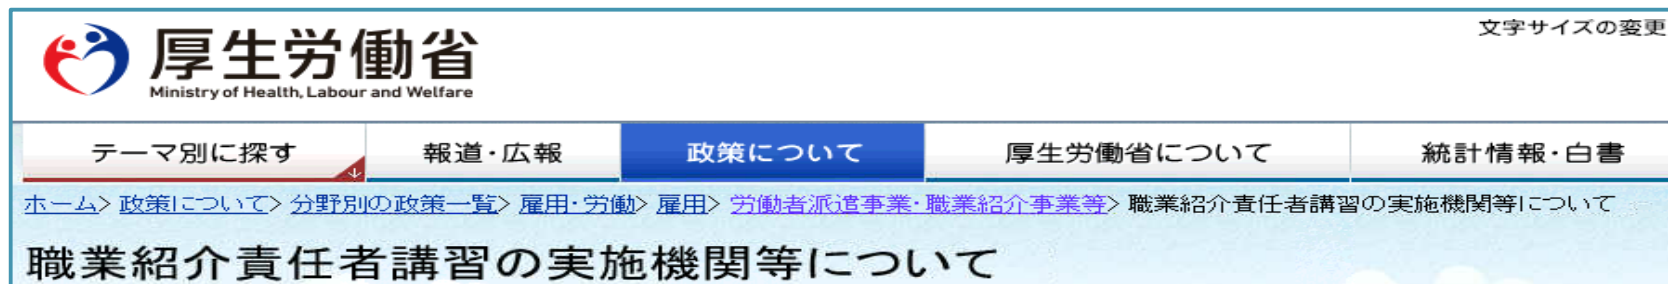 文字サイズの変更
厚生労働省
Ministry of Health, Labour and Welfare
テーマ別に探す 報道・広報 政策について 厚生労働省について 統計情報・白書
ホーム> 政策について> 分野別の政策一覧> 雇用・労働> 雇用> 労働者派遣事業・職業紹介事業等> 職業紹介責任者講習の実施機関等について
職業紹介責任者講習の実施機関等について